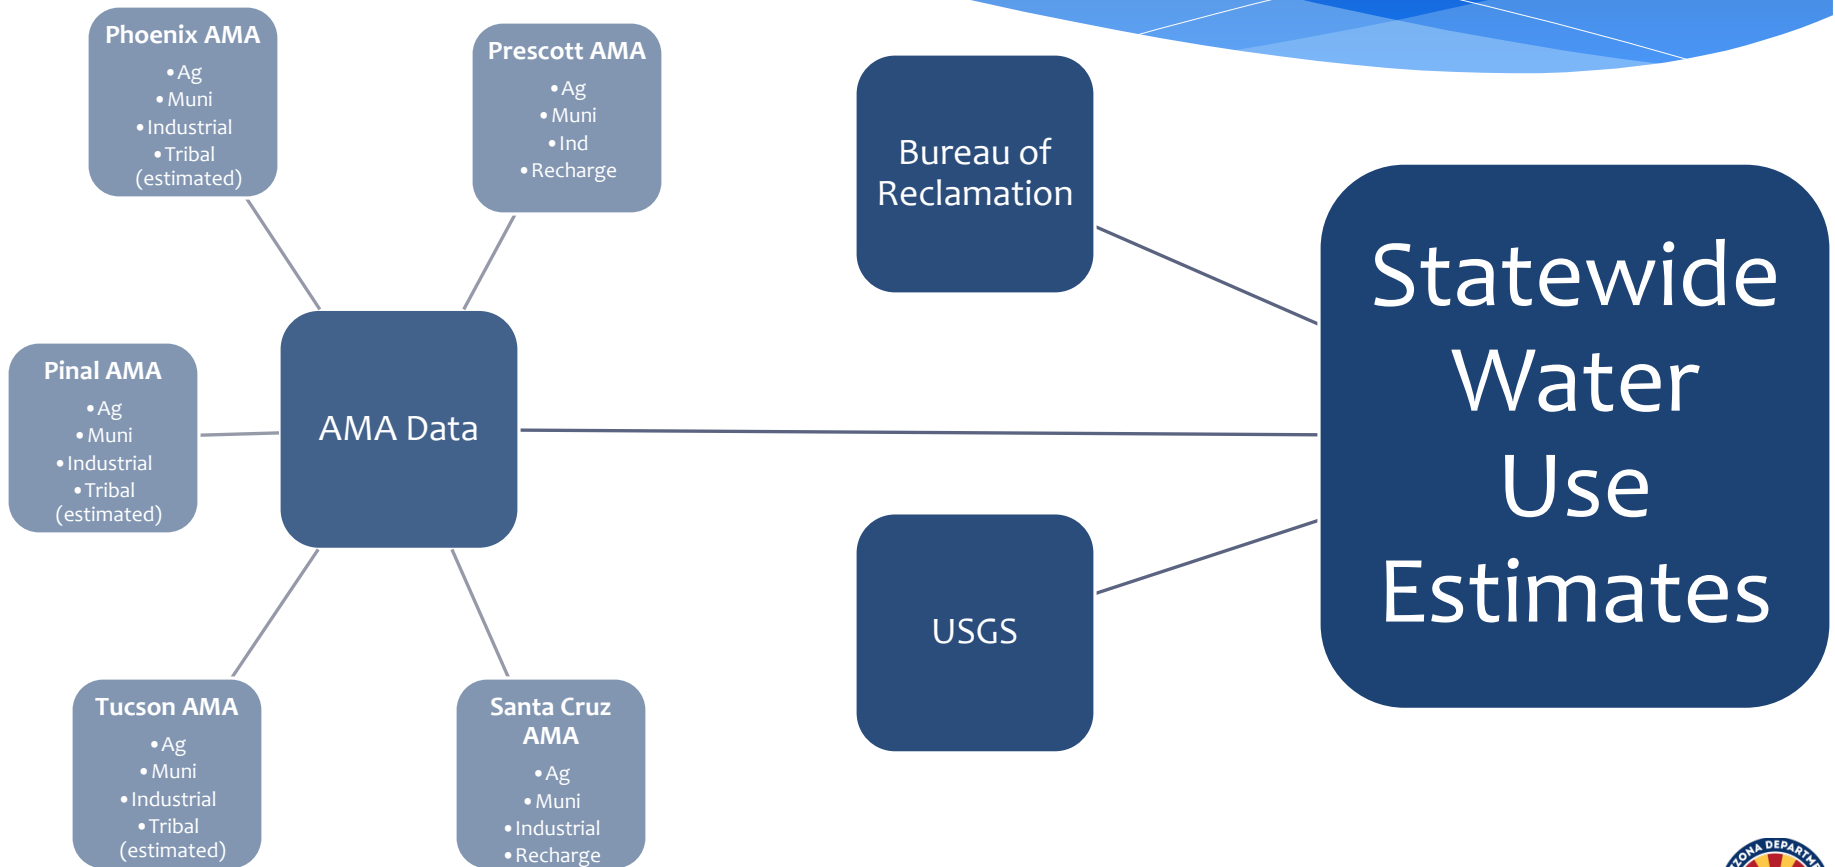 Phoenix AMA
• Ag
• Muni
• Industrial
• Tribal
(estimated)
Prescott AMA
• Ag
• Muni
• Ind
• Recharge
Pinal AMA
• Ag
• Muni
• Industrial
• Tribal
(estimated)
AMA Data
Tucson AMA
• Ag
• Muni
• Industrial
• Tribal
(estimated)
Santa Cruz
AMA
• Ag
• Muni
• Industrial
• Recharge
Bureau of
Reclamation
USGS
Statewide
Water
Use
Estimates